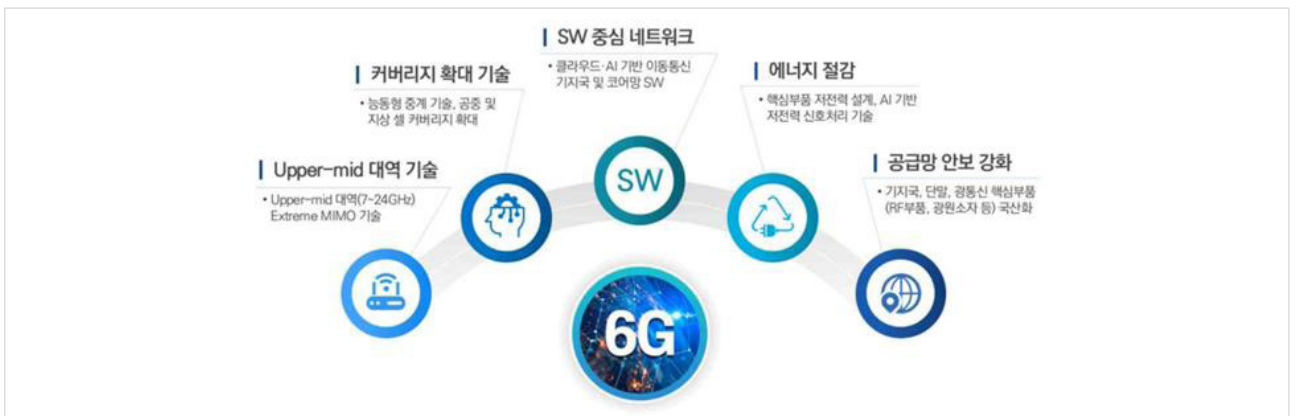 Upper-mid 대역 기술
• Upper-mid 대역(7~24GHz)
Extreme MIMO 기술
커버리지 확대 기술
• 능동형 중계 기술, 공중 및
지상 셀 커버리지 확대
SW 중심 네트워크
• 클라우드·AI 기반 이동통신
기지국 및 코어망 SW
에너지 절감
• 핵심부품 저전력 설계, AI 기반
저전력 신호처리 기술
공급망 안보 강화
• 기지국, 단말, 광통신 핵심부품
(RF부품, 광원소자 등) 국산화
SW
6G